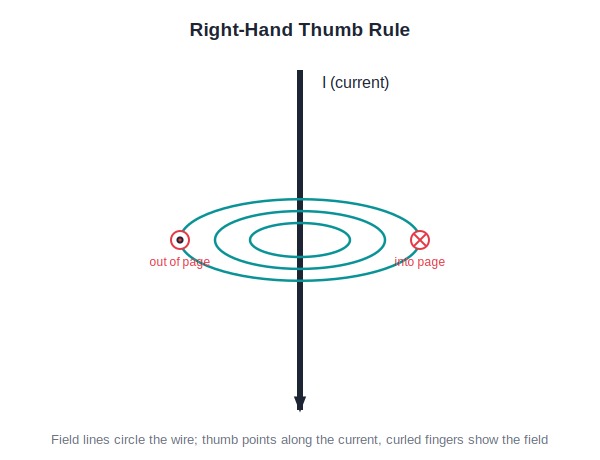 Right-Hand Thumb Rule
I (current)
out of page
into page
Field lines circle the wire; thumb points along the current, curled fingers show the field